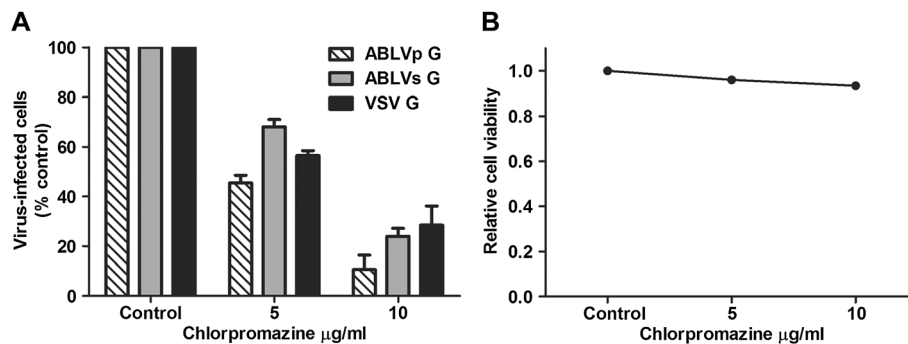 A
Virus-infected cells
(% control)
100
80
60
40
20
0
ABLVp G
ABLVs G
VSV G
Control
5
10
Chlorpromazine μg/ml
B
Relative cell viability
1.0
0.8
0.6
0.4
0.2
0.0
Control
5
10
Chlorpromazine μg/ml